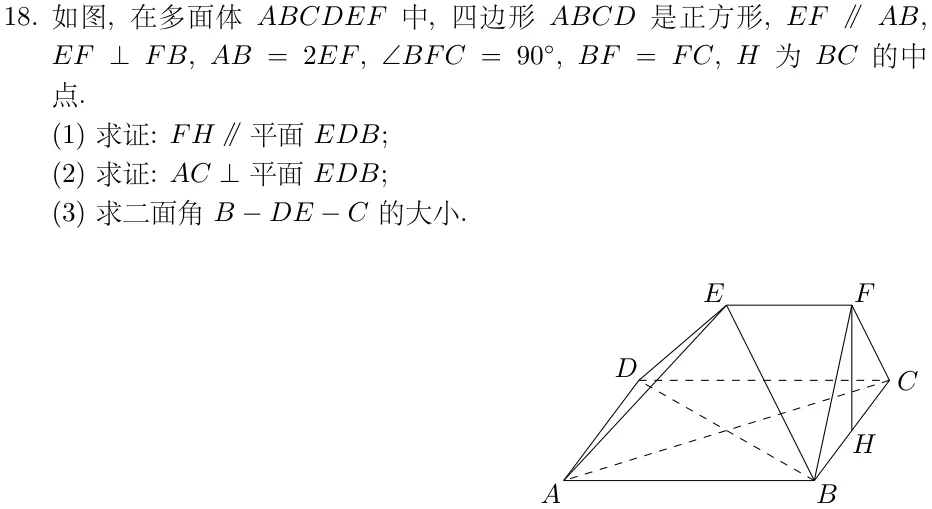 18. 如图, 在多面体 ABCDEF 中, 四边形 ABCD 是正方形, EF ∥ AB,
EF ⊥ FB, AB = 2EF, ∠BFC = 90°, BF = FC, H 为 BC 的中
点.
(1) 求证: FH ∥ 平面 EDB;
(2) 求证: AC ⊥ 平面 EDB;
(3) 求二面角 B − DE − C 的大小.
E F
D
C
H
A B